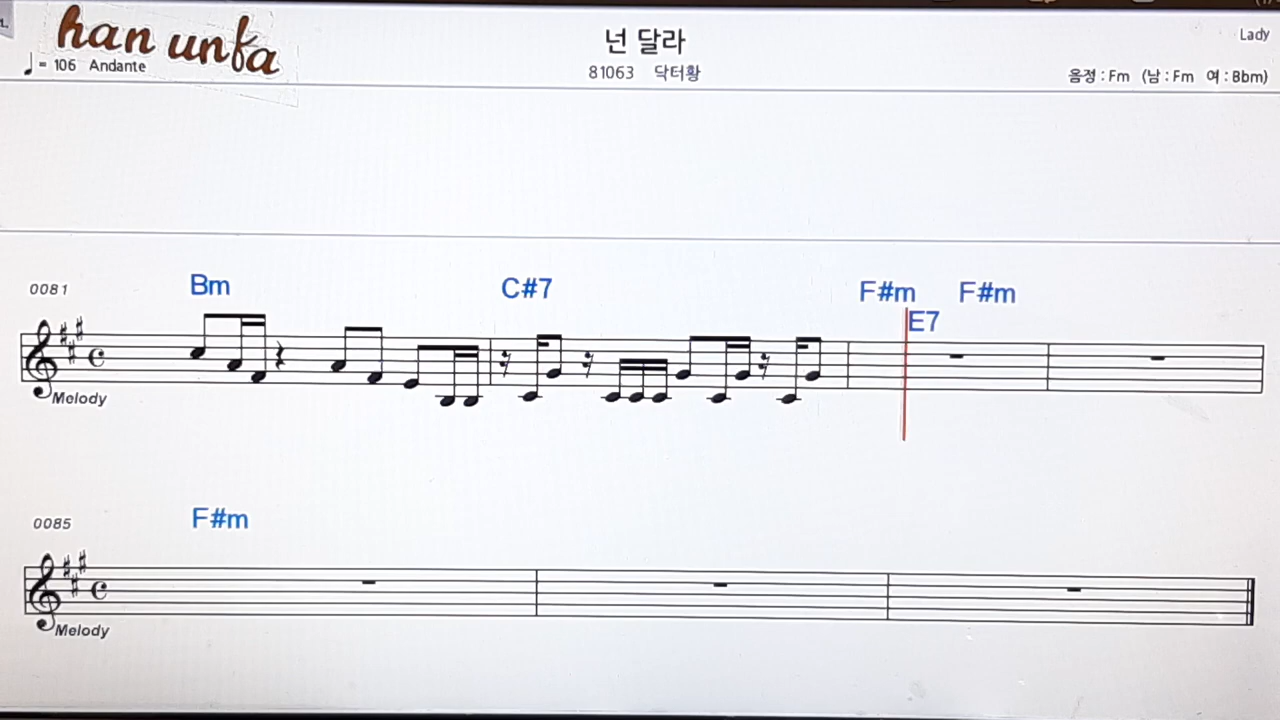 han unfa
♩ = 106 Andante
넌 달라
81063 닥터황
Lady
음정 : Fm (남 : Fm 여 : Bbm)
0081
Bm C#7 F#m F#m
E7
Melody
0085
F#m
Melody